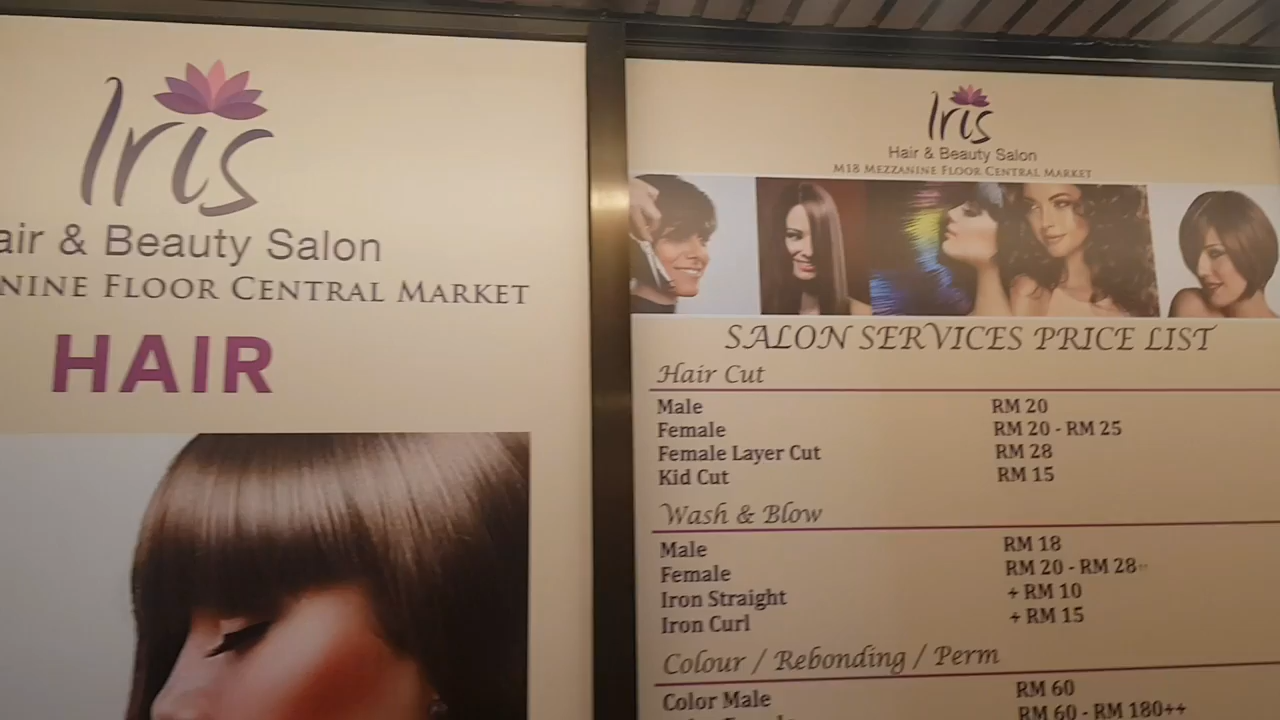 Iris
air & Beauty Salon
NINE FLOOR CENTRAL MARKET
HAIR
Iris
Hair & Beauty Salon
M18 MEZZANINE FLOOR CENTRAL MARKET
SALON SERVICES PRICE LIST
Hair Cut
Male RM 20
Female RM 20 - RM 25
Female Layer Cut RM 28
Kid Cut RM 15
Wash & Blow
Male RM 18
Female RM 20 - RM 28++
Iron Straight + RM 10
Iron Curl + RM 15
Colour / Rebonding / Perm
Color Male RM 60
RM 60 - RM 180++